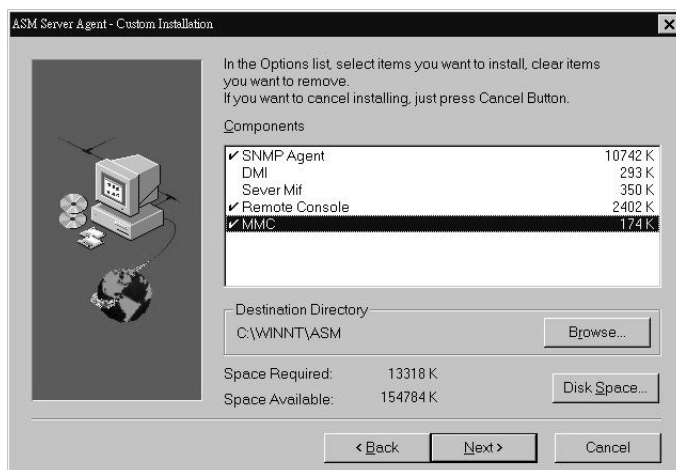 ASM Server Agent - Custom Installation
In the Options list, select items you want to install, clear items
you want to remove.
If you want to cancel installing, just press Cancel Button.
Components
✔ SNMP Agent 10742 K
DMI 293 K
Sever Mif 350 K
✔ Remote Console 2402 K
✔ MMC 174 K
Destination Directory
C:\WINNT\ASM
Browse...
Space Required: 13318 K
Space Available: 154784 K
Disk Space...
< Back
Next >
Cancel